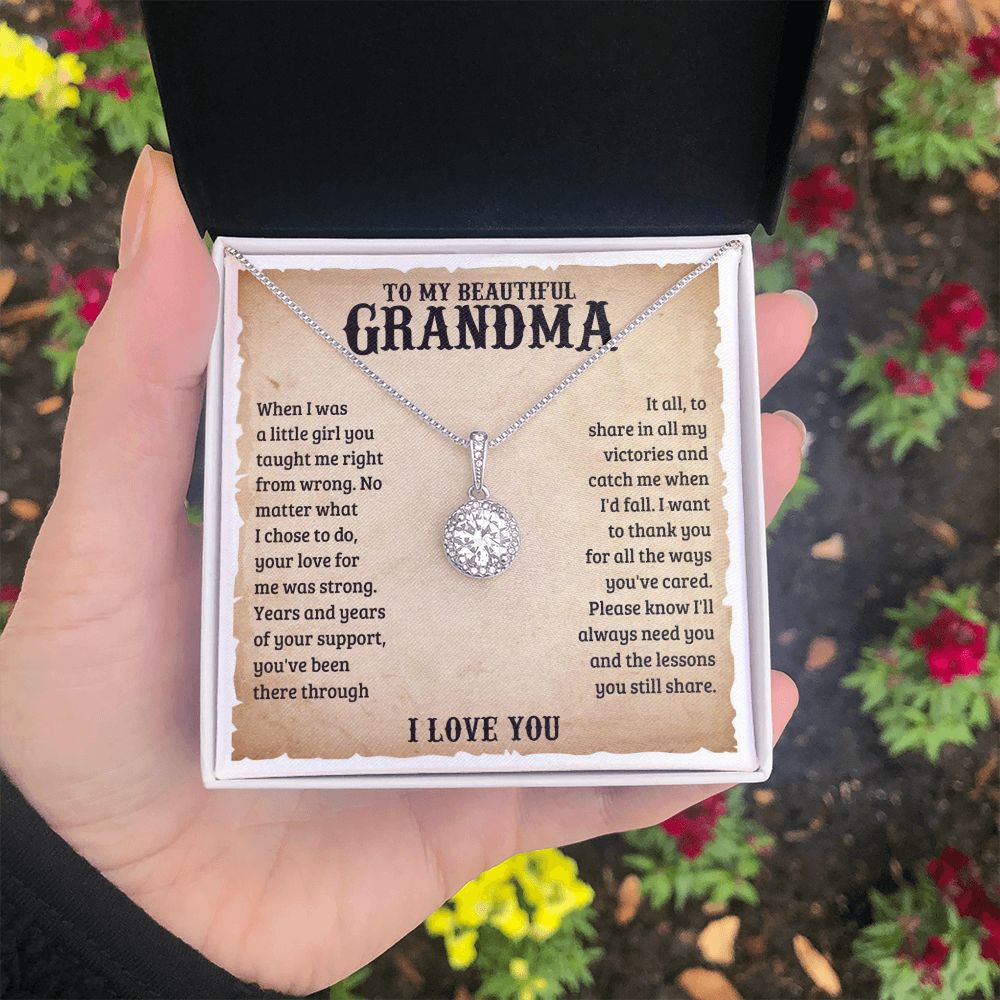 TO MY BEAUTIFUL
GRANDMA
When I was
a little girl you
taught me right
from wrong. No
matter what
I chose to do,
your love for
me was strong.
Years and years
of your support,
you've been
there through
It all, to
share in all my
victories and
catch me when
I'd fall. I want
to thank you
for all the ways
you've cared.
Please know I'll
always need you
and the lessons
you still share.
I LOVE YOU